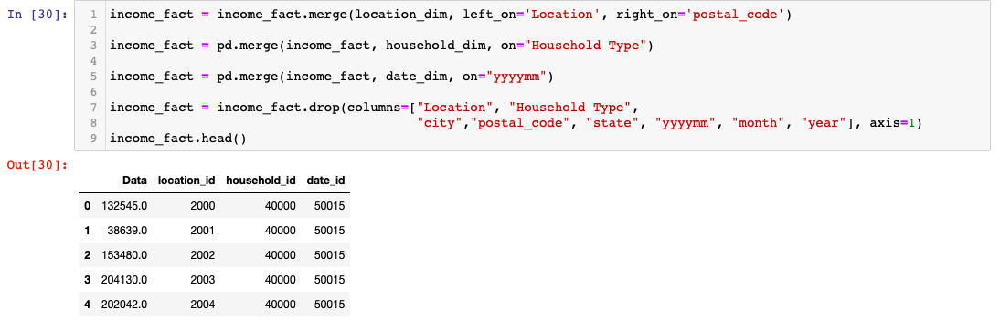 In [30]:
1 income_fact = income_fact.merge(location_dim, left_on='Location', right_on='postal_code')
2
3 income_fact = pd.merge(income_fact, household_dim, on="Household Type")
4
5 income_fact = pd.merge(income_fact, date_dim, on="yyyymm")
6
7 income_fact = income_fact.drop(columns=["Location", "Household Type",
8 "city","postal_code", "state", "yyyymm", "month", "year"], axis=1)
9 income_fact.head()
Out[30]:
Data location_id household_id date_id
0 132545.0 2000 40000 50015
1 38639.0 2001 40000 50015
2 153480.0 2002 40000 50015
3 204130.0 2003 40000 50015
4 202042.0 2004 40000 50015